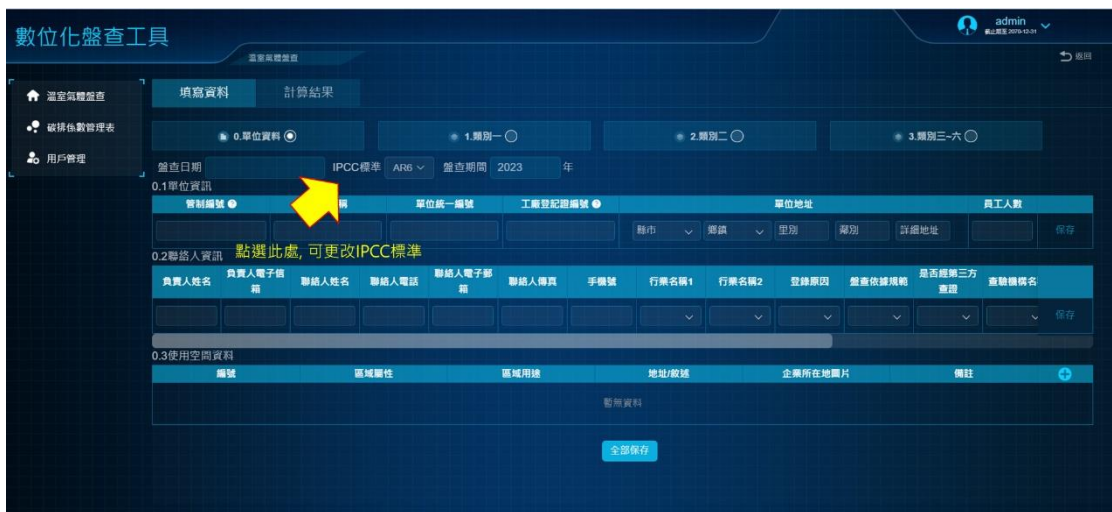 數位化盤查工具
admin
截止期至 2070-12-31
溫室氣體盤查
返回
溫室氣體盤查
碳排係數管理表
用戶管理
填寫資料 計算結果
0.單位資料 1.類別一 2.類別二 3.類別三~六
盤查日期 IPCC標準 AR6 盤查期間 2023 年
0.1單位資訊
管制編號 稱 單位統一編號 工廠登記證編號 單位地址 員工人數
縣市 鄉鎮 里別 鄰別 詳細地址 保存
點選此處, 可更改IPCC標準
0.2聯絡人資訊
負責人姓名 負責人電子信箱 聯絡人姓名 聯絡人電話 聯絡人電子郵箱 聯絡人傳真 手機號 行業名稱1 行業名稱2 登錄原因 盤查依據規範 是否經第三方查證 查驗機構名
保存
0.3使用空間資料
編號 區域屬性 區域用途 地址/敘述 企業所在地圖片 備註
暫無資料
全部保存